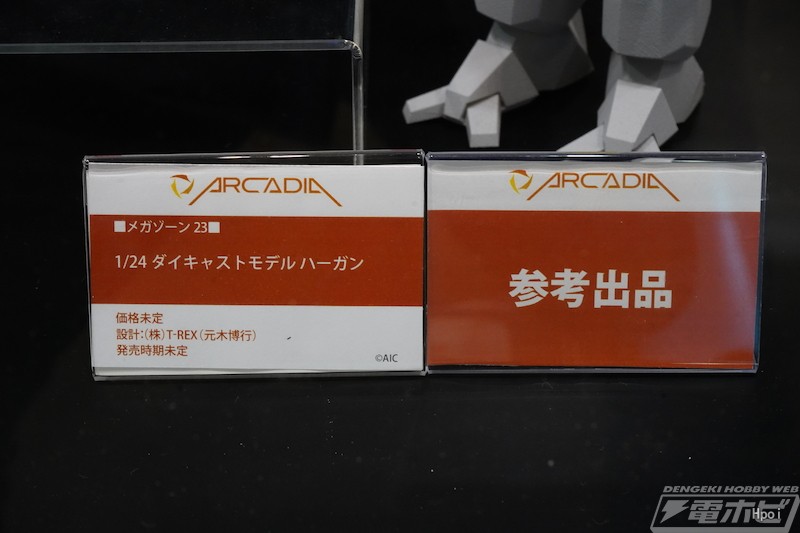 ARCADIA
■メガゾーン 23■
1/24 ダイキャストモデル ハーガン
価格未定
設計:(株)T-REX(元木博行)
発売時期未定
©AIC
ARCADIA
参考出品
DENGEKI HOBBY WEB
電ホビ
Hpoi